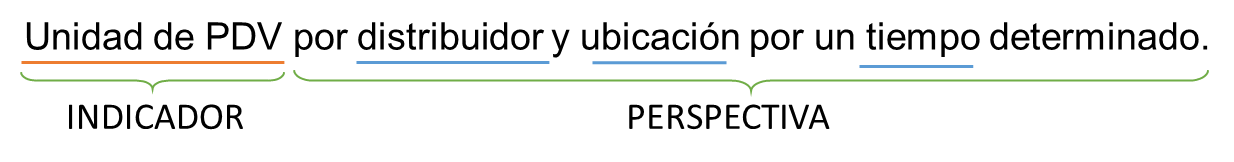 Unidad de PDV por distribuidor y ubicación por un tiempo determinado.
INDICADOR PERSPECTIVA